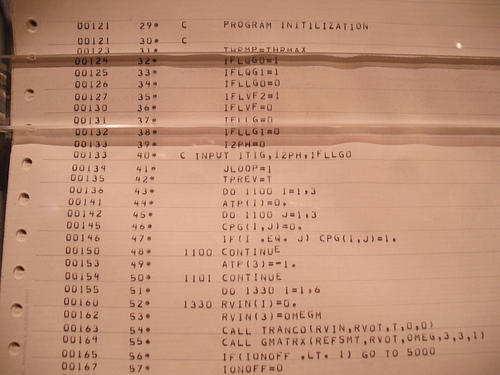 00121 29* C PROGRAM INITILIZATION
00121 30* C
00123 31* THRMP=THRMAX
00124 32* IFLQG0=1
00125 33* IFLQG1=1
00126 34* IFLLG0=0
00127 35* IFLVF2=1
00130 36* IFLVF=0
00131 37* IFLLG=0
00132 38* IFLLG1=0
00133 39* I2PH=0
00133 40* C INPUT ITIG,I2PH,IFLLG0
00134 41* JLOOP=1
00135 42* TPREV=T
00136 43* DO 1100 I=1,3
00141 44* ATP(I)=0.
00142 45* DO 1100 J=1,3
00145 46* CPG(I,J)=0.
00146 47* IF(I .EQ. J) CPG(I,J)=1.
00150 48* 1100 CONTINUE
00153 49* ATP(3)=-1.
00154 50* 1101 CONTINUE
00155 51* DO 1330 I=1,6
00160 52* 1330 RVIN(I)=0.
00162 53* RVIN(3)=OMEGM
00163 54* CALL TRANCO(RVIN,RVOT,T,0,0)
00164 55* CALL GMATRX(REFSMT,RVOT,OMEG,3,3,1)
00165 56* IF(IONOFF .LT. 1) GO TO 5000
00167 57* IONOFF=0